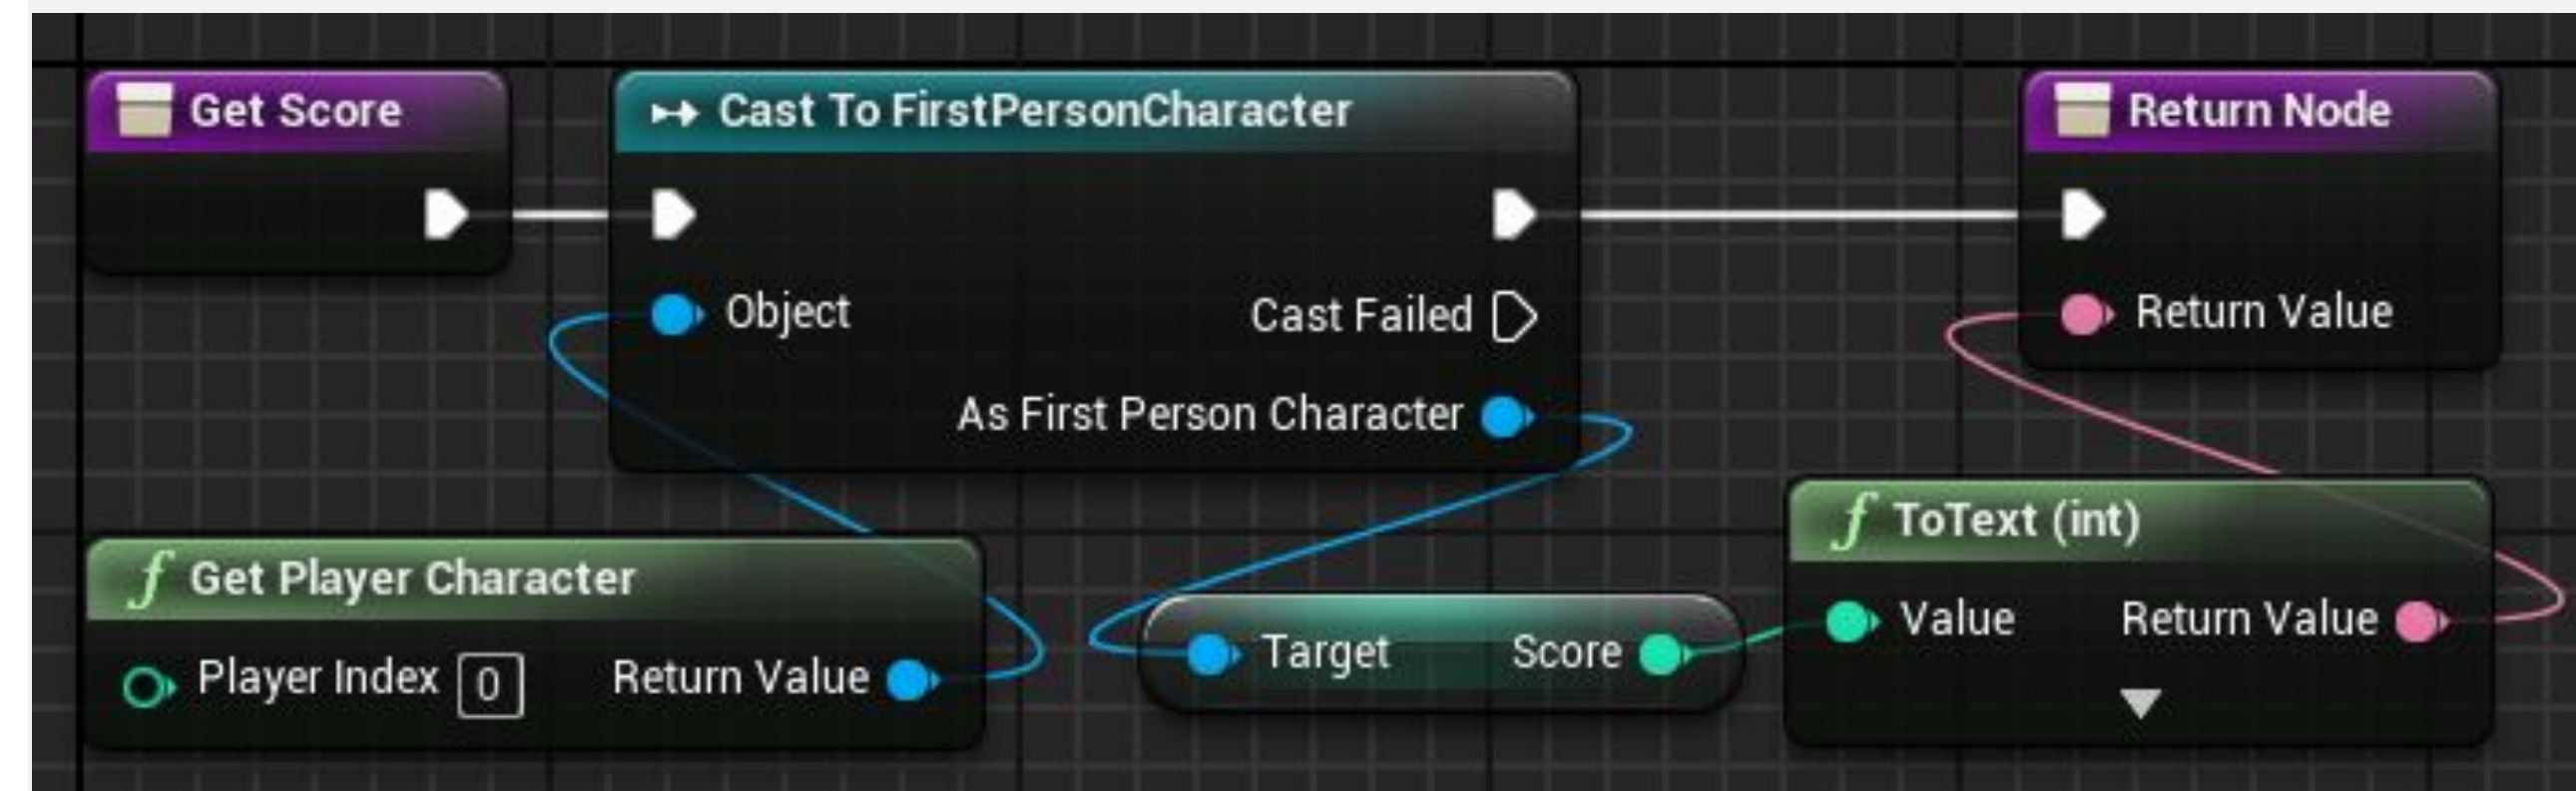 Get Score
Cast To FirstPersonCharacter
Object
Cast Failed
As First Person Character
Return Node
Return Value
f Get Player Character
Player Index 0
Return Value
Target
Score
f ToText (int)
Value
Return Value